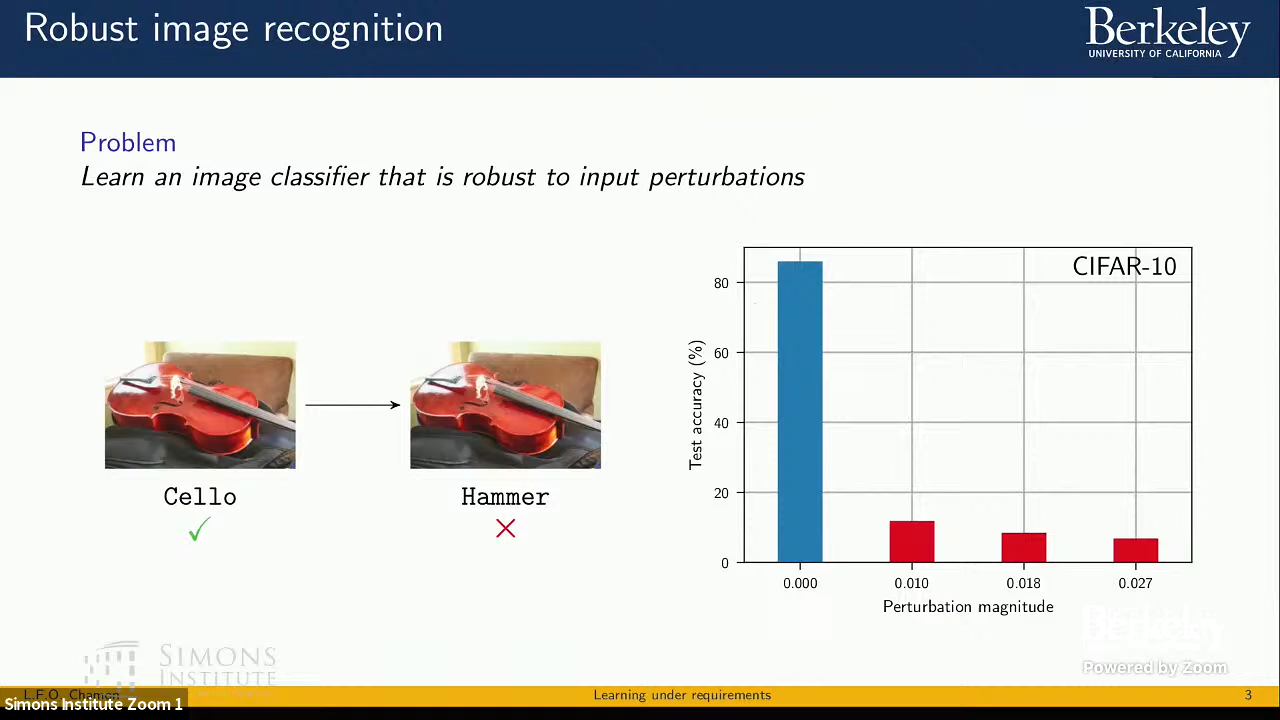 Robust image recognition
Berkeley
UNIVERSITY OF CALIFORNIA
Problem
Learn an image classifier that is robust to input perturbations
CIFAR-10
80
60
40
20
0
Test accuracy (%)
0.000 0.010 0.018 0.027
Perturbation magnitude
Cello
Hammer
✓
×
Berkeley
Powered by Zoom
SIMONS
INSTITUTE
L.F.O. Chamon
Learning under requirements
3
Simons Institute Zoom 1